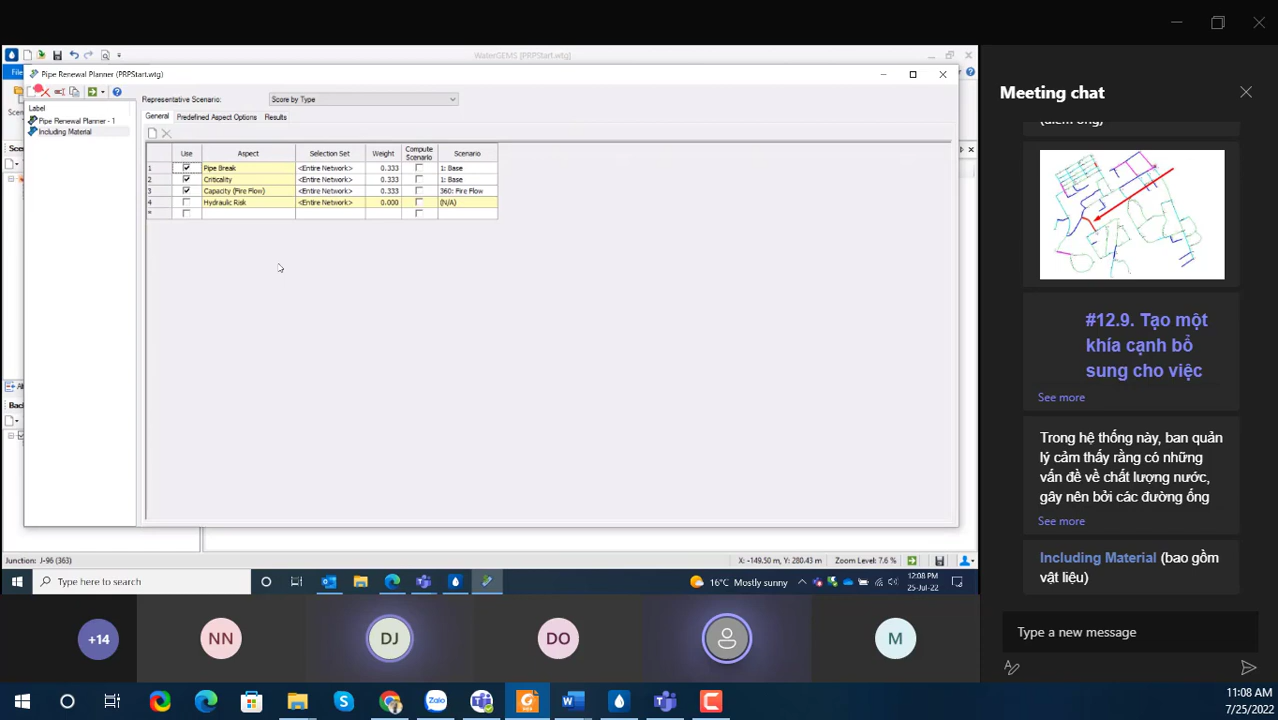 WaterGEMS [PRPStart.wtg]
File
Pipe Renewal Planner (PRPStart.wtg)
Representative Scenario: Score by Type
Label
Pipe Renewal Planner - 1
Including Material
General Predefined Aspect Options Results
Use Aspect Selection Set Weight Compute Scenario Scenario
1 Pipe Break <Entire Network> 0.333 1: Base
2 Criticality <Entire Network> 0.333 1: Base
3 Capacity (Fire Flow) <Entire Network> 0.333 360: Fire Flow
4 Hydraulic Risk <Entire Network> 0.000 (N/A)
*
Junction: J-96 (363) X: -149.50 m, Y: 280.43 m Zoom Level: 7.6 %
Type here to search
16°C Mostly sunny
12:08 PM
25-Jul-22
+14 NN DJ DO M
Meeting chat
#12.9. Tạo một
khía cạnh bổ
sung cho việc
See more
Trong hệ thống này, ban quản
lý cảm thấy rằng có những
vấn đề về chất lượng nước,
gây nên bởi các đường ống
See more
Including Material (bao gồm
vật liệu)
Type a new message
11:08 AM
7/25/2022